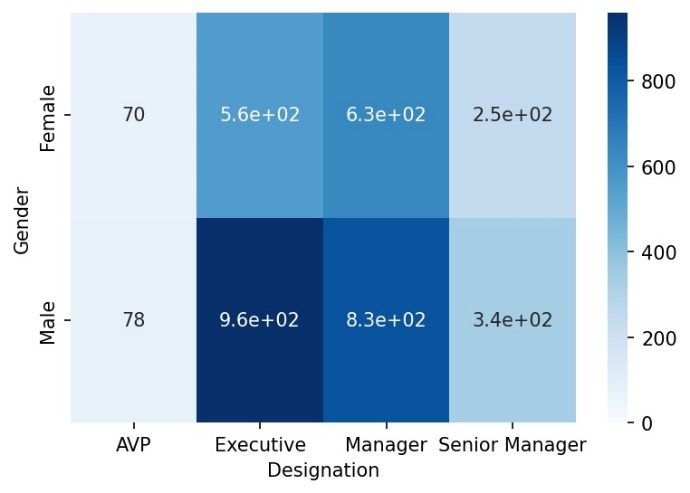 Female
Male
Gender
70 5.6e+02 6.3e+02 2.5e+02
78 9.6e+02 8.3e+02 3.4e+02
AVP Executive Manager Senior Manager
Designation
800
600
400
200
0